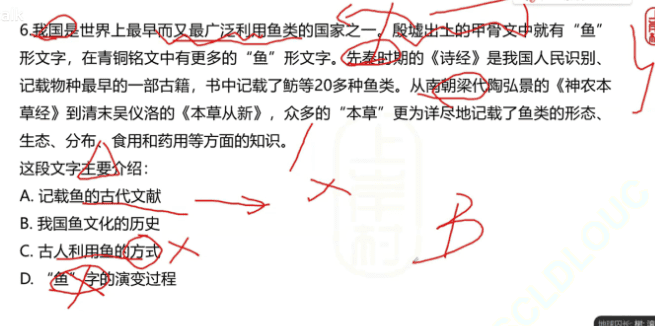 6.我国是世界上最早而又最广泛利用鱼类的国家之一。殷墟出土的甲骨文中就有“鱼”
形文字，在青铜铭文中有更多的“鱼”形文字。先秦时期的《诗经》是我国人民识别、
记载物种最早的一部古籍，书中记载了鲂等20多种鱼类。从南朝梁代陶弘景的《神农本
草经》到清末吴仪洛的《本草从新》，众多的“本草”更为详尽地记载了鱼类的形态、
生态、分布、食用和药用等方面的知识。
这段文字主要介绍：
A. 记载鱼的古代文献
B. 我国鱼文化的历史
C. 古人利用鱼的方式
D. “鱼”字的演变过程
B
上岸村